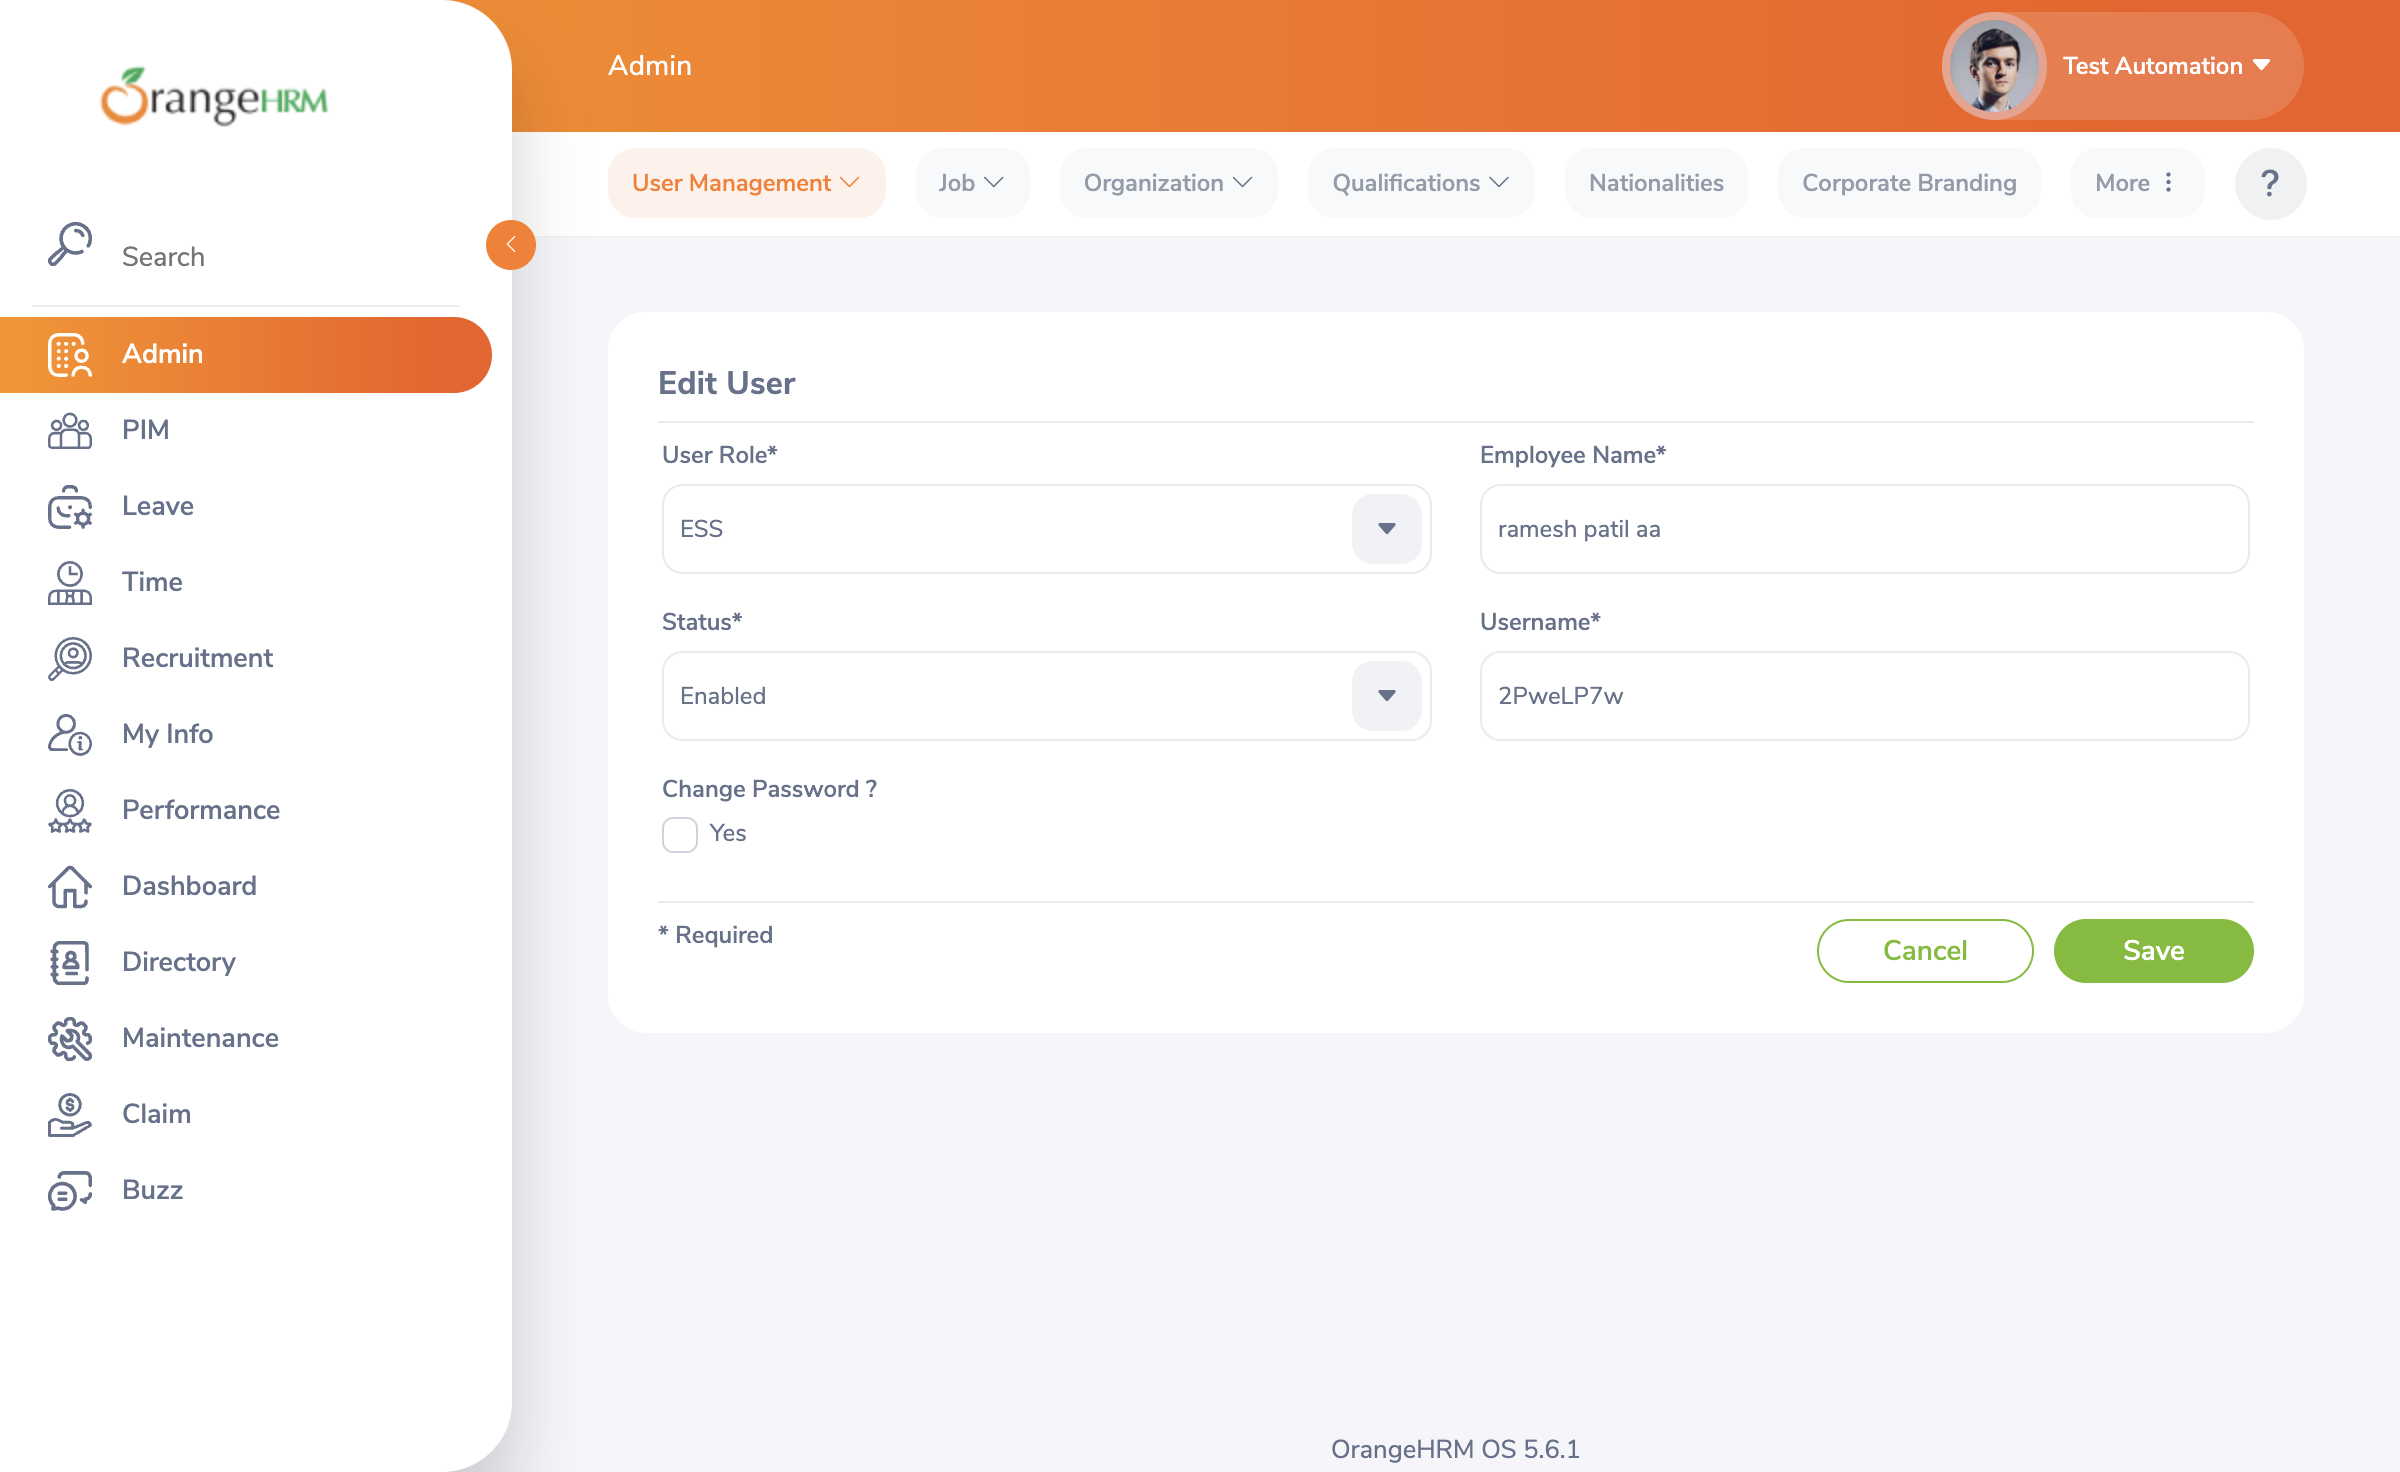 OrangeHRM
Search
Admin
PIM
Leave
Time
Recruitment
My Info
Performance
Dashboard
Directory
Maintenance
Claim
Buzz
Admin
Test Automation
User Management
Job
Organization
Qualifications
Nationalities
Corporate Branding
More
?
Edit User
User Role*
Employee Name*
ESS
ramesh patil aa
Status*
Username*
Enabled
2PweLP7w
Change Password ?
Yes
* Required
Cancel
Save
OrangeHRM OS 5.6.1